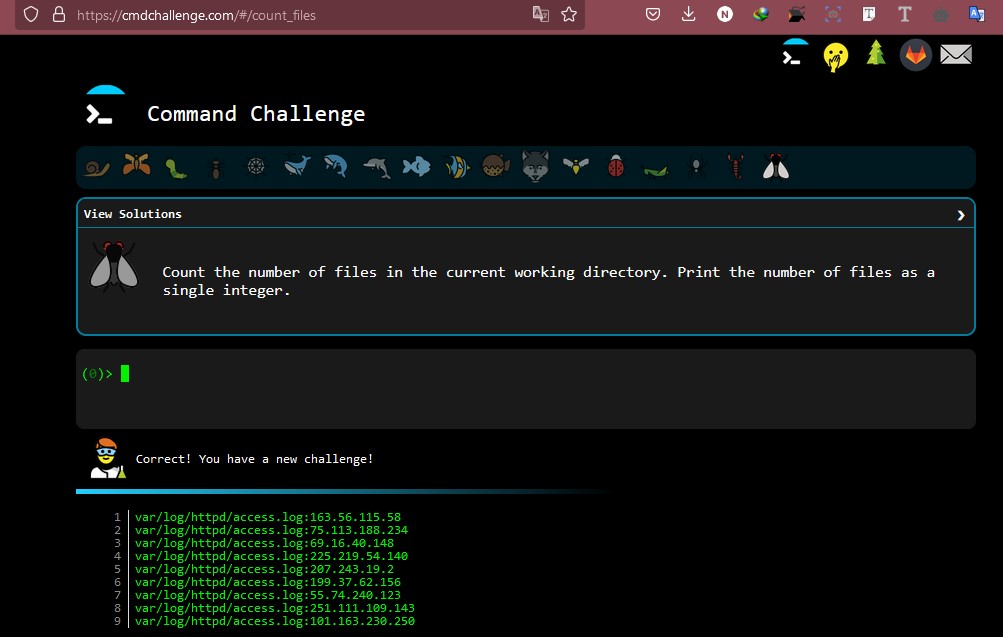 https://cmdchallenge.com/#/count_files
Command Challenge
View Solutions
Count the number of files in the current working directory. Print the number of files as a
single integer.
(0)>
Correct! You have a new challenge!
1 var/log/httpd/access.log:163.56.115.58
2 var/log/httpd/access.log:75.113.188.234
3 var/log/httpd/access.log:69.16.40.148
4 var/log/httpd/access.log:225.219.54.140
5 var/log/httpd/access.log:207.243.19.2
6 var/log/httpd/access.log:199.37.62.156
7 var/log/httpd/access.log:55.74.240.123
8 var/log/httpd/access.log:251.111.109.143
9 var/log/httpd/access.log:101.163.230.250